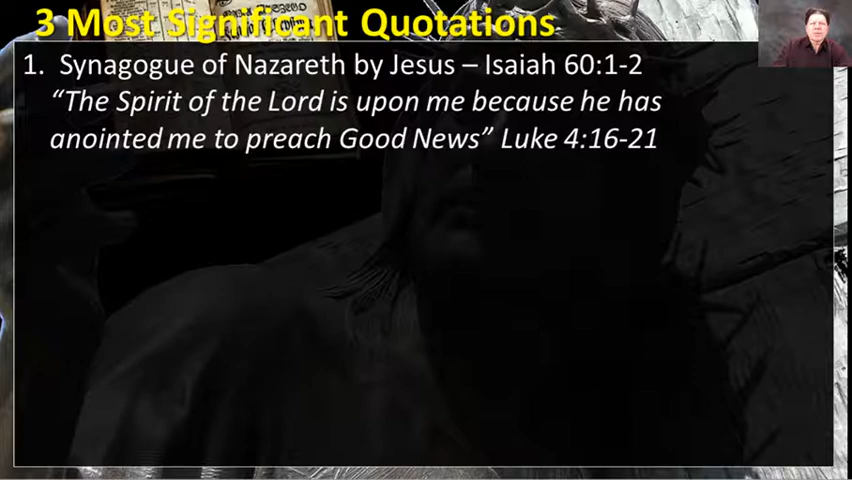 3 Most Significant Quotations
1. Synagogue of Nazareth by Jesus – Isaiah 60:1-2
“The Spirit of the Lord is upon me because he has
anointed me to preach Good News” Luke 4:16-21